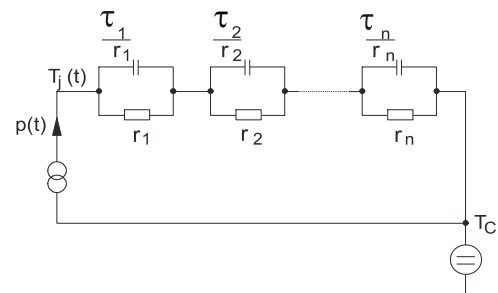 τ1/r1 τ2/r2 τn/rn
Tj(t)
r1 r2 rn
p(t)
TC